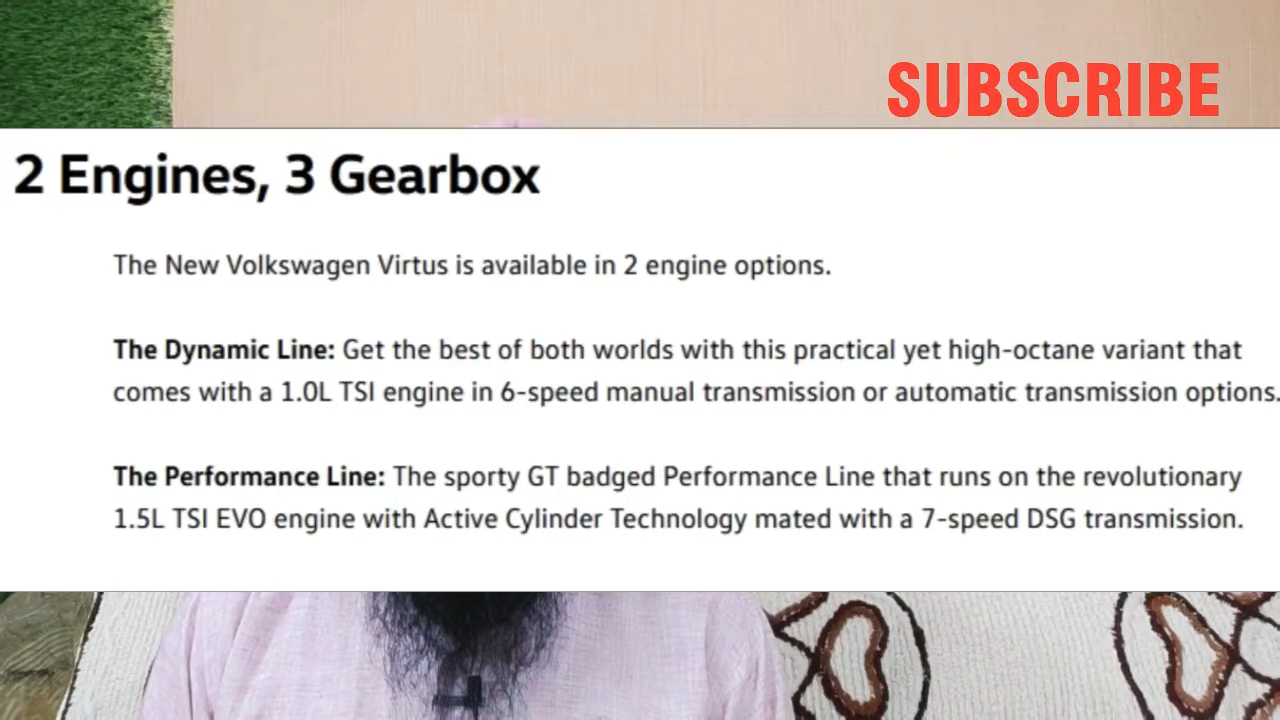 SUBSCRIBE
2 Engines, 3 Gearbox
The New Volkswagen Virtus is available in 2 engine options.
The Dynamic Line: Get the best of both worlds with this practical yet high-octane variant that
comes with a 1.0L TSI engine in 6-speed manual transmission or automatic transmission options.
The Performance Line: The sporty GT badged Performance Line that runs on the revolutionary
1.5L TSI EVO engine with Active Cylinder Technology mated with a 7-speed DSG transmission.